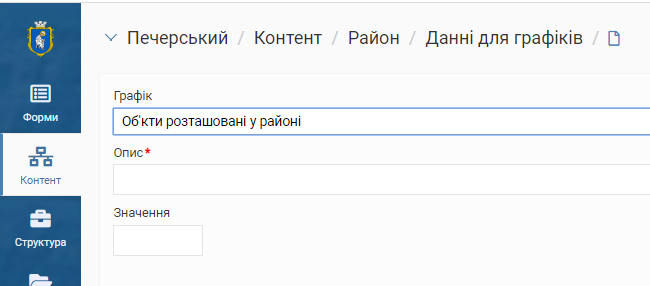 Печерський / Контент / Район / Данні для графіків /
Форми
Контент
Структура
Графік
Об'кти розташовані у районі
Опис*
Значення